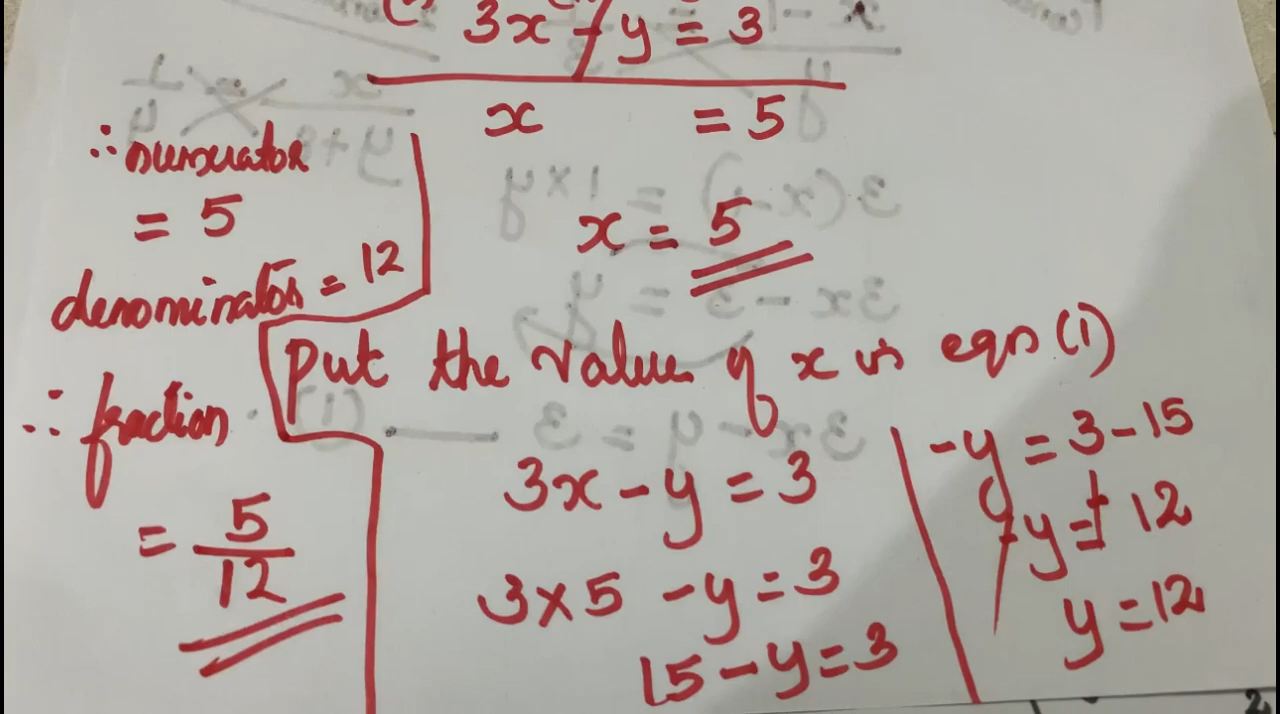 3x - y = 3
x = 5
x = 5
Put the value of x in eqn (1)
3x - y = 3
3 × 5 - y = 3
15 - y = 3
-y = 3 - 15
-y = -12
y = 12
∴ numerator
= 5
denominator = 12
∴ fraction
= 5/12